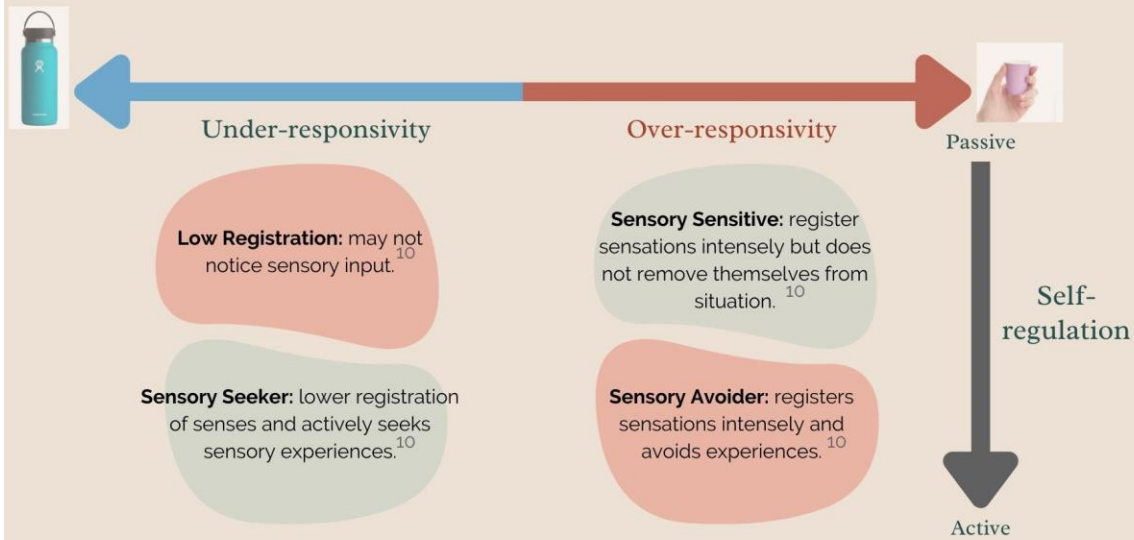 Under-responsivity
Over-responsivity
Passive
Low Registration: may not
notice sensory input.10
Sensory Sensitive: register
sensations intensely but does
not remove themselves from
situation. 10
Self-
regulation
Sensory Seeker: lower registration
of senses and actively seeks
sensory experiences.10
Sensory Avoider: registers
sensations intensely and
avoids experiences. 10
Active